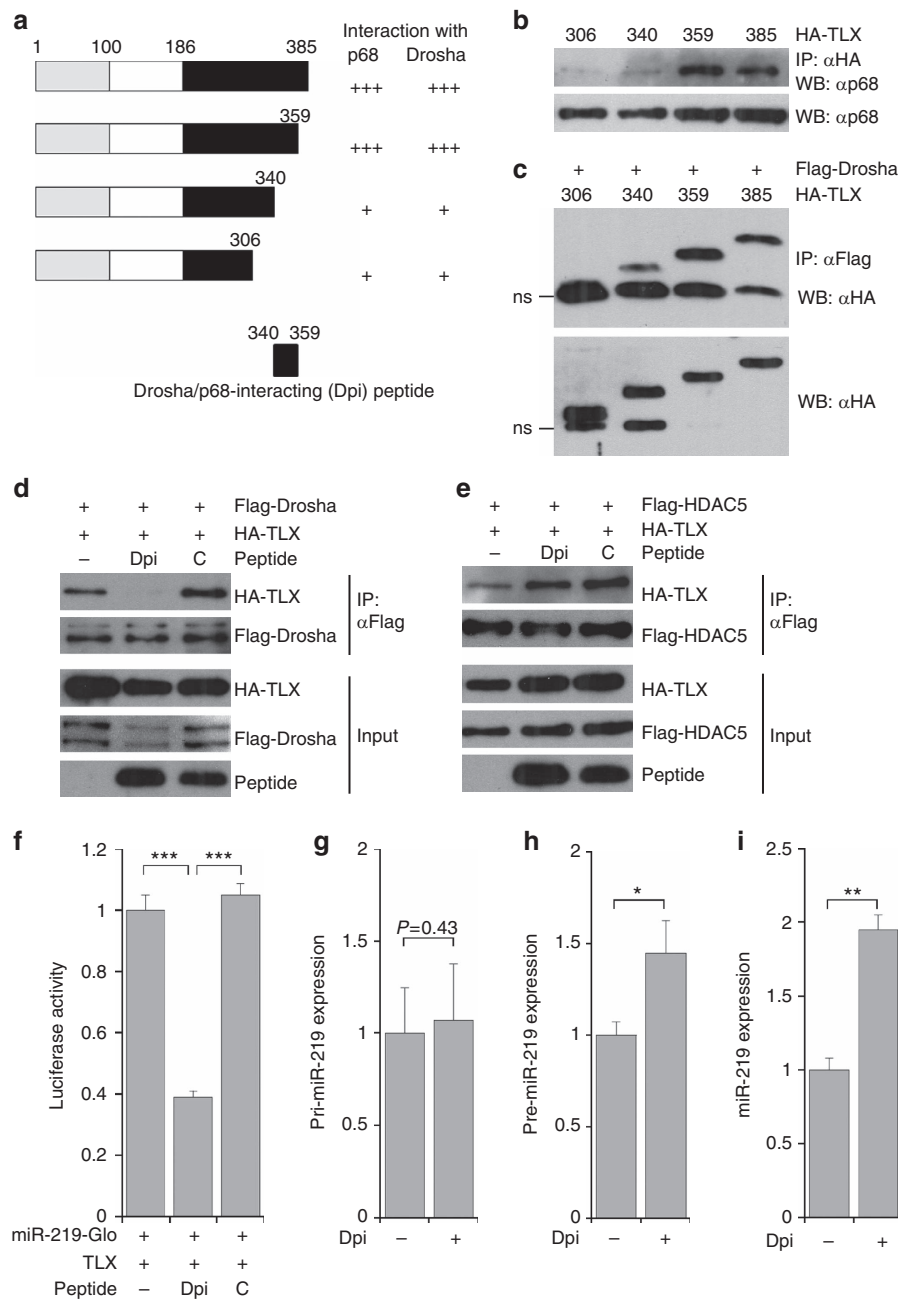 a
Interaction with
p68 Drosha
1 100 186 385
+++ +++
359
+++ +++
340
+ +
306
+ +
340 359
Drosha/p68-interacting (Dpi) peptide
b
306 340 359 385 HA-TLX
IP: αHA
WB: αp68
WB: αp68
c
+ + + + Flag-Drosha
306 340 359 385 HA-TLX
IP: αFlag
ns
WB: αHA
WB: αHA
ns
d
+ + + Flag-Drosha
+ + + HA-TLX
– Dpi C Peptide
HA-TLX
IP:
αFlag
Flag-Drosha
HA-TLX
Flag-Drosha
Input
Peptide
e
+ + + Flag-HDAC5
+ + + HA-TLX
– Dpi C Peptide
HA-TLX
IP:
αFlag
Flag-HDAC5
HA-TLX
Flag-HDAC5
Input
Peptide
f
Luciferase activity
1.2
1
0.8
0.6
0.4
0.2
0
*** ***
miR-219-Glo + + +
TLX + + +
Peptide – Dpi C
g
Pri-miR-219 expression
2
1.5
1
0.5
0
P=0.43
Dpi – +
h
Pre-miR-219 expression
2
1.5
1
0.5
0
*
Dpi – +
i
miR-219 expression
2.5
2
1.5
1
0.5
0
**
Dpi – +